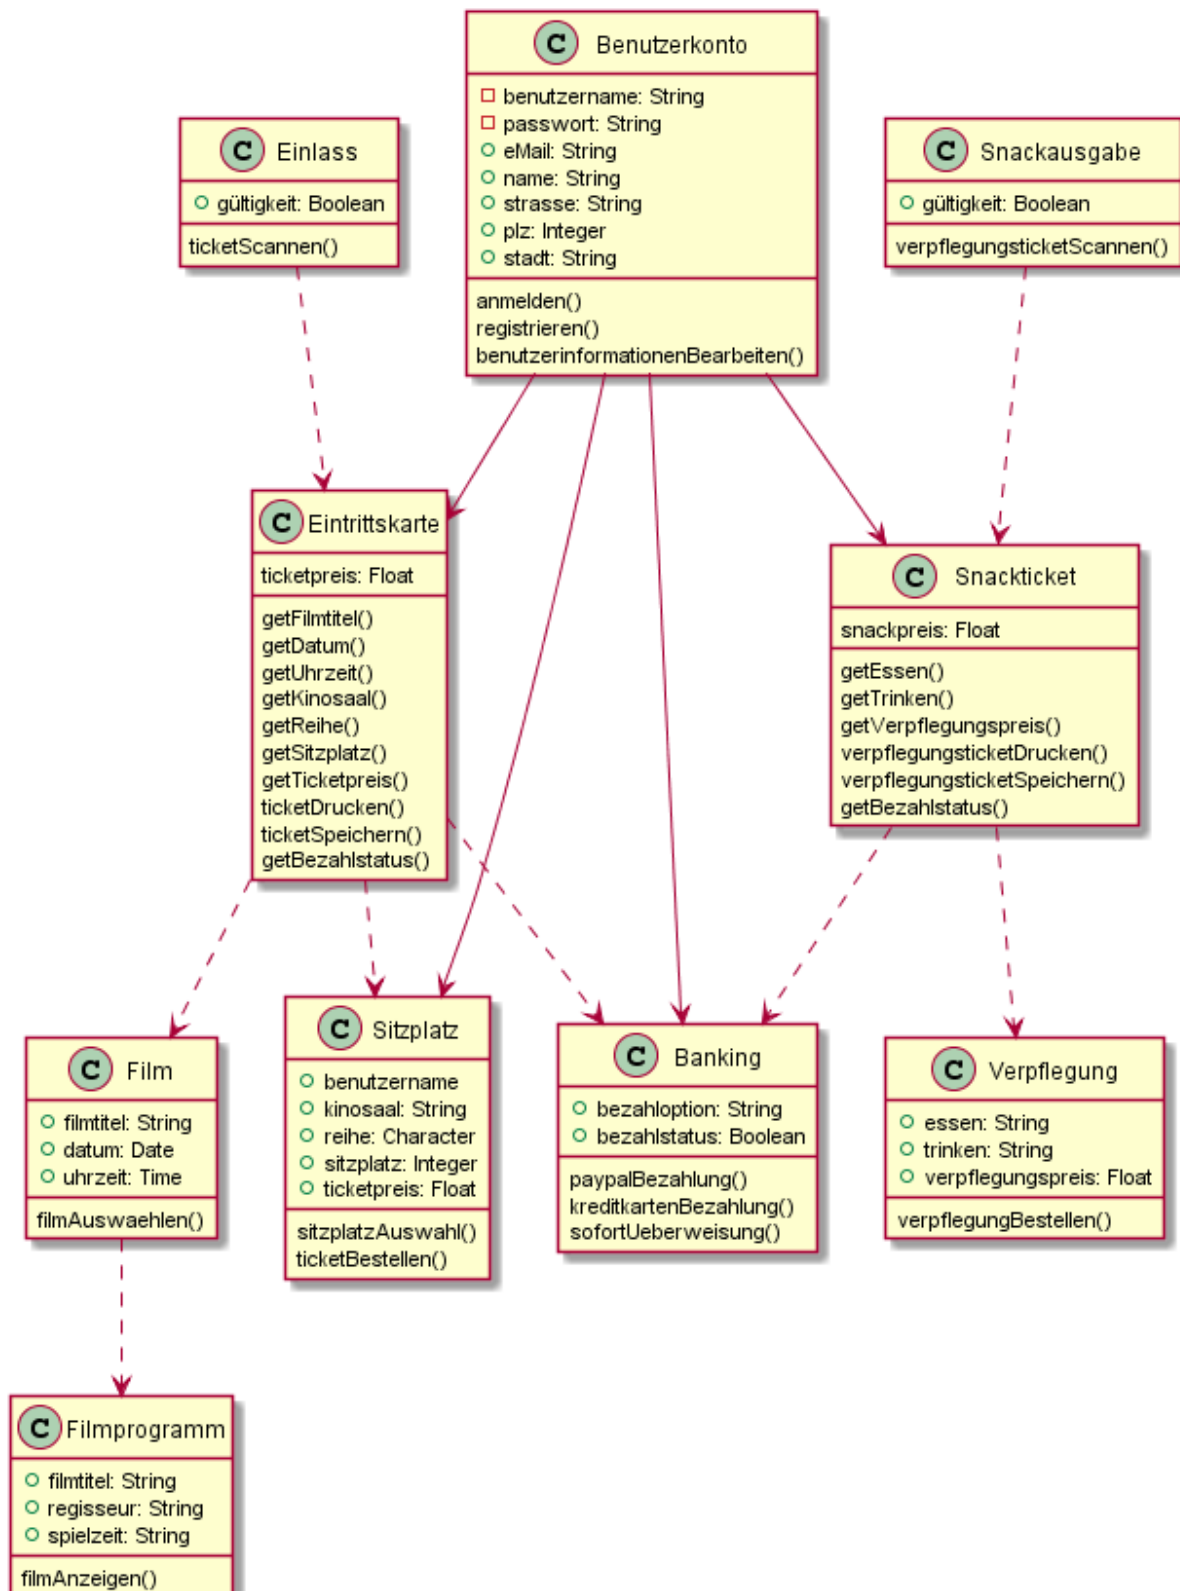 C Benutzerkonto
benutzername: String
passwort: String
eMail: String
name: String
strasse: String
plz: Integer
stadt: String
anmelden()
registrieren()
benutzerinformationenBearbeiten()
C Einlass
gültigkeit: Boolean
ticketScannen()
C Snackausgabe
gültigkeit: Boolean
verpflegungsticketScannen()
C Eintrittskarte
ticketpreis: Float
getFilmtitel()
getDatum()
getUhrzeit()
getKinosaal()
getReihe()
getSitzplatz()
getTicketpreis()
ticketDrucken()
ticketSpeichern()
getBezahlstatus()
C Snackticket
snackpreis: Float
getEssen()
getTrinken()
getVerpflegungspreis()
verpflegungsticketDrucken()
verpflegungsticketSpeichern()
getBezahlstatus()
C Film
filmtitel: String
datum: Date
uhrzeit: Time
filmAuswaehlen()
C Sitzplatz
benutzername
kinosaal: String
reihe: Character
sitzplatz: Integer
ticketpreis: Float
sitzplatzAuswahl()
ticketBestellen()
C Banking
bezahloption: String
bezahlstatus: Boolean
paypalBezahlung()
kreditkartenBezahlung()
sofortUeberweisung()
C Verpflegung
essen: String
trinken: String
verpflegungspreis: Float
verpflegungBestellen()
C Filmprogramm
filmtitel: String
regisseur: String
spielzeit: String
filmAnzeigen()